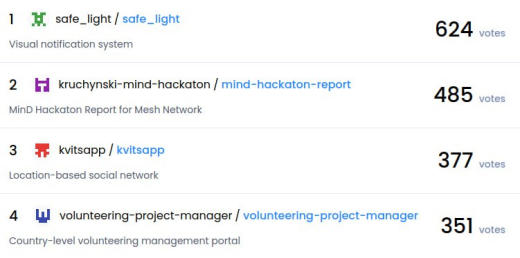 1 safe_light / safe_light 624 votes
Visual notification system
2 kruchynski-mind-hackaton / mind-hackaton-report 485 votes
MinD Hackaton Report for Mesh Network
3 kvitsapp / kvitsapp 377 votes
Location-based social network
4 volunteering-project-manager / volunteering-project-manager 351 votes
Country-level volunteering management portal